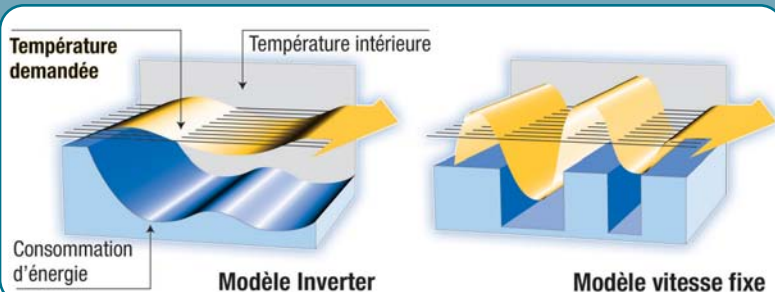 Température
demandée
Température intérieure
Consommation
d'énergie
Modèle Inverter
Modèle vitesse fixe